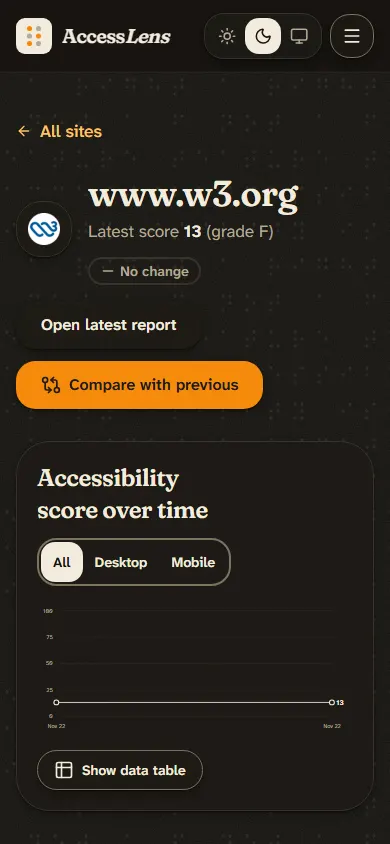 AccessLens
All sites
www.w3.org
Latest score 13 (grade F)
No change
Open latest report
Compare with previous
Accessibility
score over time
All Desktop Mobile
100
75
50
25
13
0
Nov 22 Nov 22
Show data table